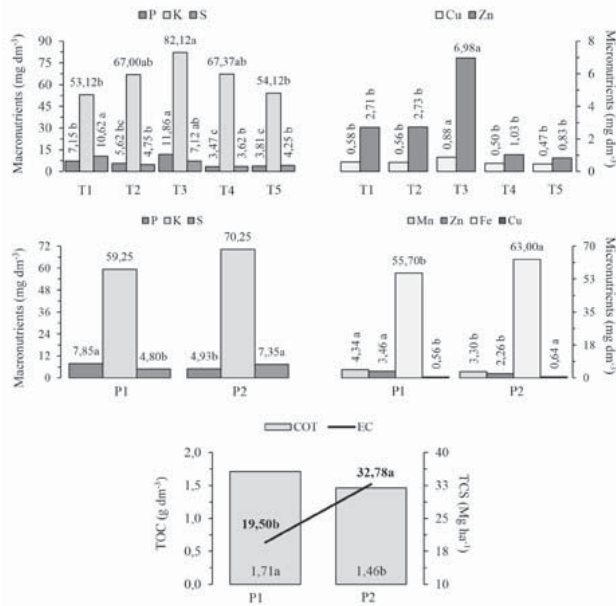 P K S
Macronutrients (mg dm⁻³)
90
75
60
45
30
15
0
7,15 b
53,12b
10,62 a
5,62 bc
67,00ab
4,75 b
11,86 a
82,12a
7,12 ab
3,47 c
67,37ab
3,62 b
3,81 c
54,12b
4,25 b
T1 T2 T3 T4 T5
Cu Zn
0,58 b
2,71 b
0,56 b
2,73 b
0,88 a
6,98a
0,50 b
1,03 b
0,47 b
0,83 b
T1 T2 T3 T4 T5
8
6
4
2
0
Micronutrients (mg dm⁻³)
P K S
Macronutrients (mg dm⁻³)
72
60
48
36
24
12
0
7,85a
59,25
4,80b
4,93b
70,25
7,35a
P1 P2
Mn Zn Fe Cu
4,34 a
3,46 a
55,70b
0,56 b
3,30 b
2,26 b
63,00a
0,64 a
P1 P2
70
60
50
40
30
20
10
0
Micronutrients (mg dm⁻³)
COT EC
TOC (g dm⁻³)
2,0
1,5
1,0
0,5
0,0
19,50b
32,78a
1,71a
1,46b
P1 P2
40
33
25
18
10
TCS (Mg ha⁻¹)